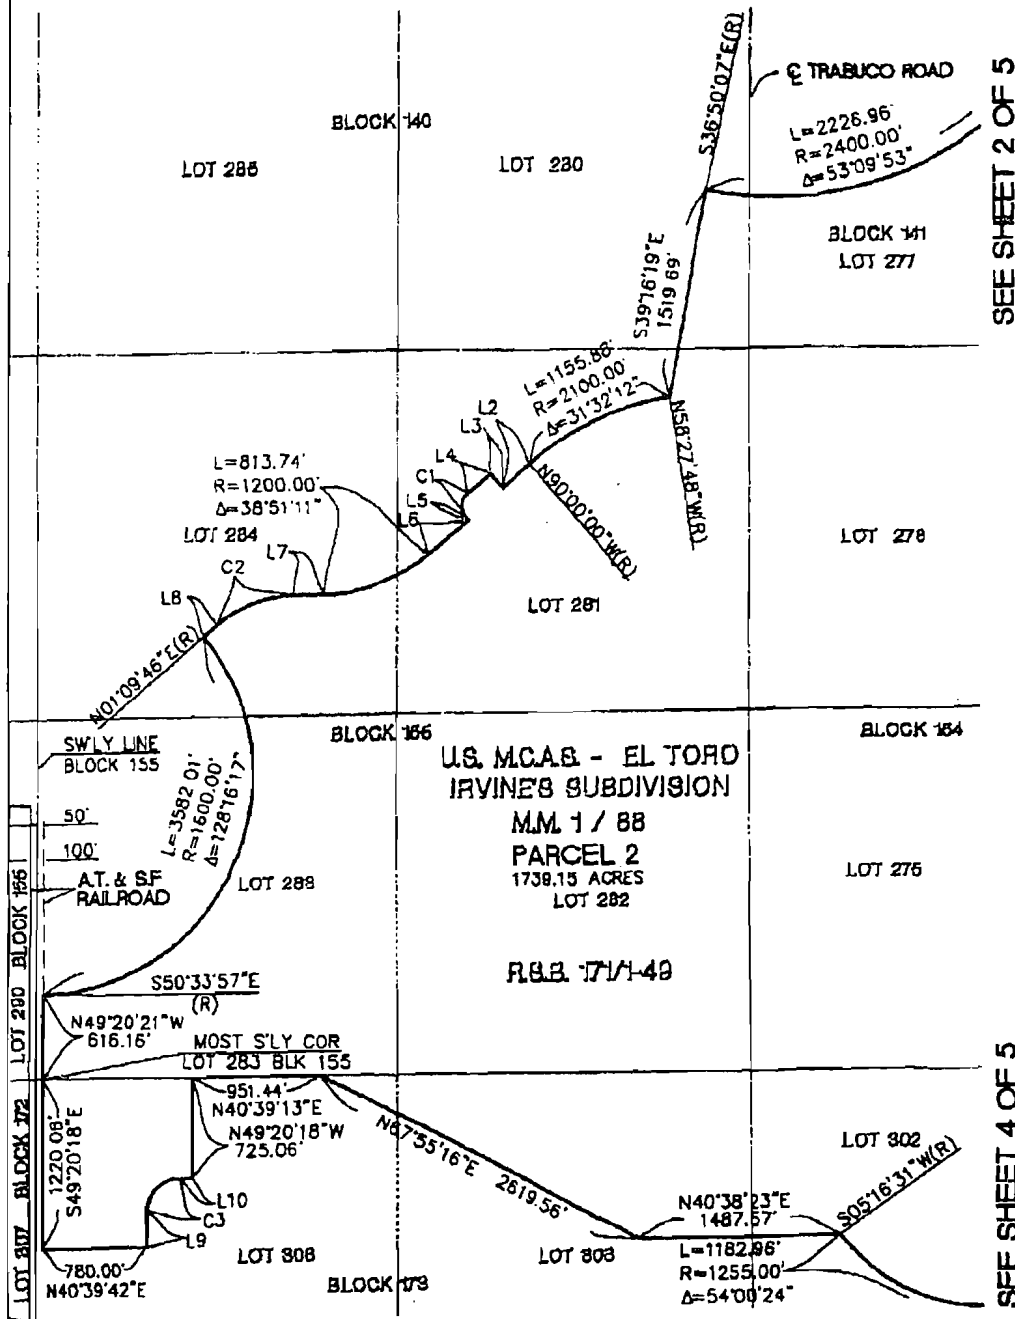 S36°50'07"E(R)
℄ TRABUCO ROAD
L=2226.96'
R=2400.00'
Δ=53°09'53"
SEE SHEET 2 OF 5
BLOCK 140
LOT 285
LOT 280
BLOCK 141
LOT 277
S39°16'19"E
1519 69'
L=1155.88'
R=2100.00'
Δ=31°32'12"
L2
L3
L4
C1
L5
L6
L=813.74'
R=1200.00'
Δ=38°51'11"
LOT 284
L7
C2
L8
N90°00'00"W(R)
N58°27'48"W(R)
LOT 278
LOT 281
N01°09'46"E(R)
SWLY LINE
BLOCK 155
BLOCK 155
BLOCK 154
U.S. M.C.A.S. - EL TORO
IRVINE'S SUBDIVISION
M.M. 1 / 88
PARCEL 2
1739.15 ACRES
LOT 282
R.S.B. 171/1-49
L=3582 01'
R=1600.00'
Δ=128°16'17"
50'
100'
A.T. & S.F.
RAILROAD
LOT 283
LOT 275
LOT 290 BLOCK 155
S50°33'57"E
(R)
N49°20'21"W
616.16'
MOST S'LY COR
LOT 283 BLK 155
951.44'
N40°39'13"E
N49°20'18"W
725.06'
1220 08'
S49°20'18"E
L10
C3
L9
LOT 307 BLOCK 172
780.00'
N40°39'42"E
LOT 306
BLOCK 173
N67°55'16"E 2619.56'
LOT 303
LOT 302
N40°38'23"E
1487.57'
S05°16'31"W(R)
L=1182.96'
R=1255.00'
Δ=54°00'24"
SEE SHEET 4 OF 5